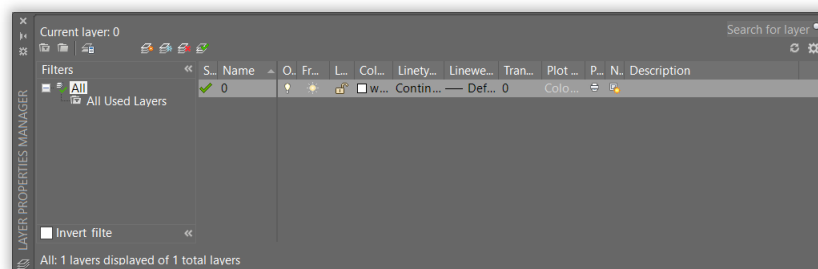 Current layer: 0
Search for layer
Filters
S.. Name O.. Fr... L... Col... Linety... Linewe... Tran... Plot ... P... N.. Description
All
0 w... Contin... Def... 0 Colo...
All Used Layers
Invert filte
All: 1 layers displayed of 1 total layers
LAYER PROPERTIES MANAGER